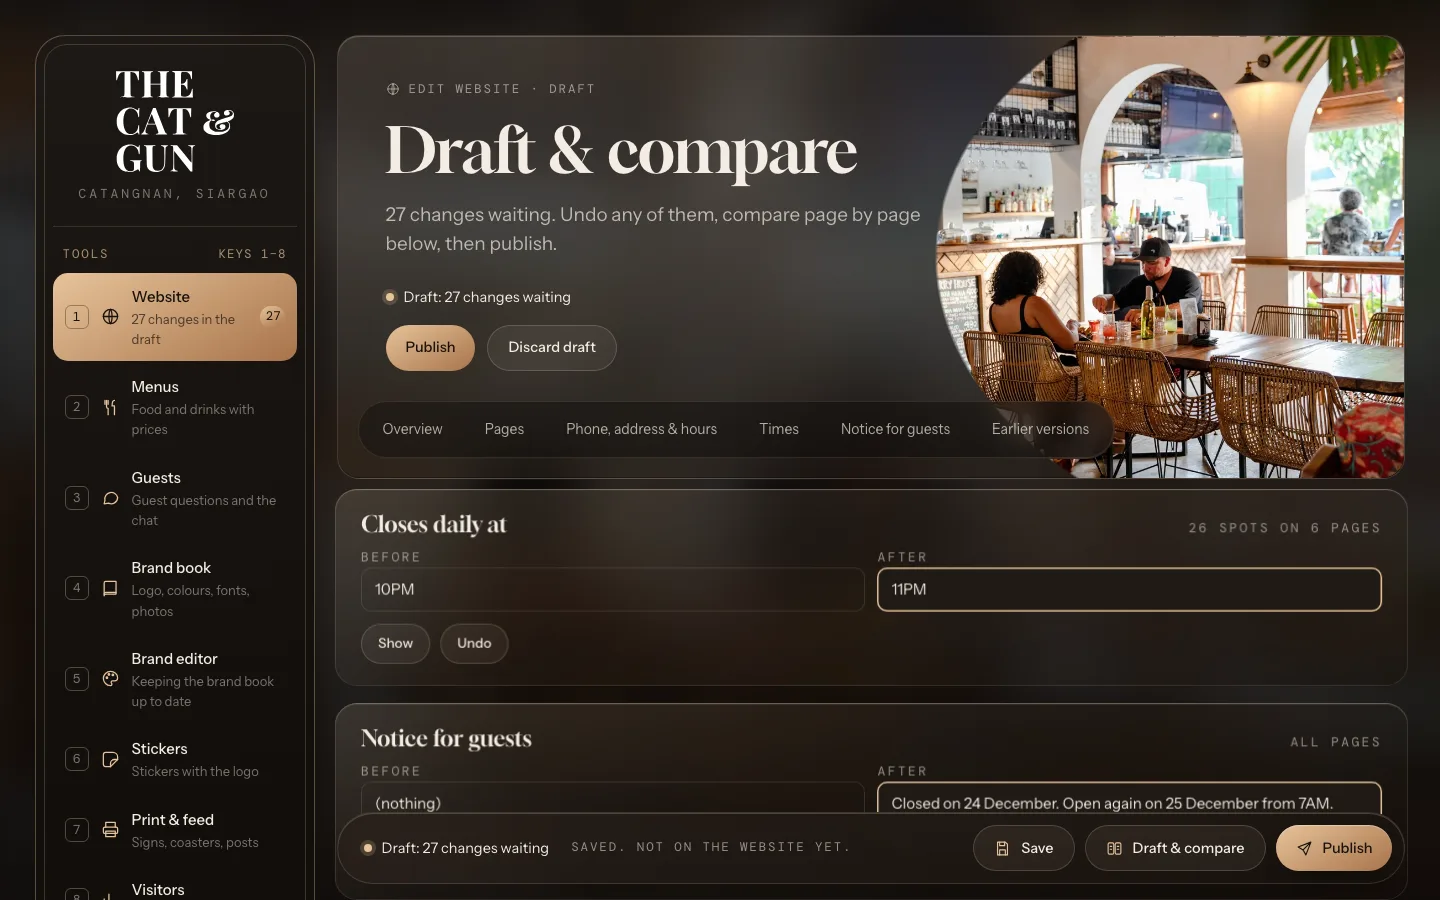 THE
CAT &
GUN
CATANGNAN, SIARGAO
TOOLS
KEYS 1–8
1
Website
27 changes in the
draft
27
2
Menus
Food and drinks with
prices
3
Guests
Guest questions and the
chat
4
Brand book
Logo, colours, fonts,
photos
5
Brand editor
Keeping the brand book
up to date
6
Stickers
Stickers with the logo
7
Print & feed
Signs, coasters, posts
8
Visitors
EDIT WEBSITE · DRAFT
Draft & compare
27 changes waiting. Undo any of them, compare page by page
below, then publish.
Draft: 27 changes waiting
Publish
Discard draft
Overview
Pages
Phone, address & hours
Times
Notice for guests
Earlier versions
Closes daily at
26 SPOTS ON 6 PAGES
BEFORE
AFTER
10PM
11PM
Show
Undo
Notice for guests
ALL PAGES
BEFORE
AFTER
(nothing)
Closed on 24 December. Open again on 25 December from 7AM.
Draft: 27 changes waiting
SAVED. NOT ON THE WEBSITE YET.
Save
Draft & compare
Publish